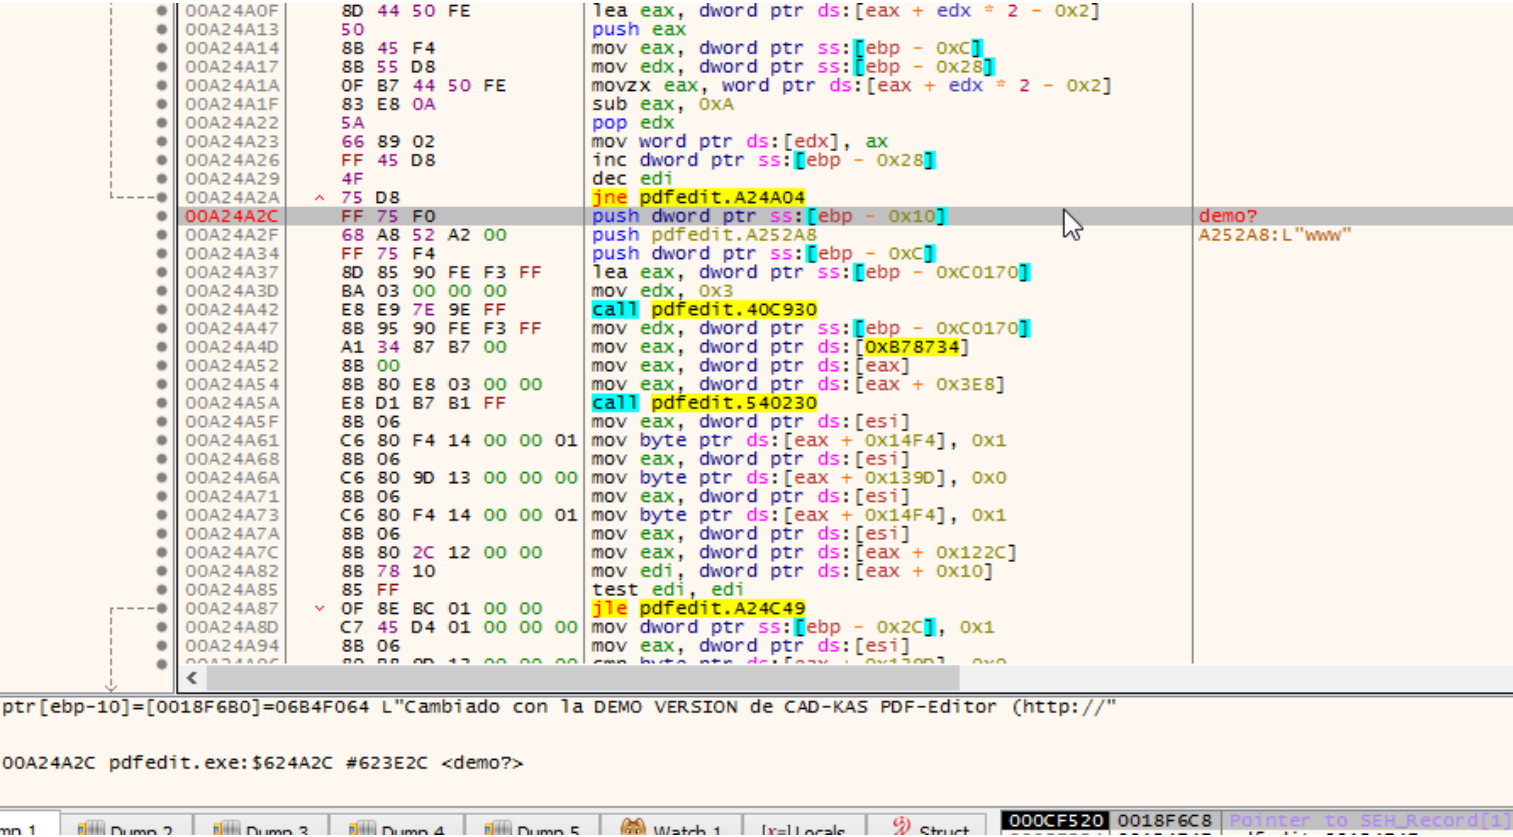 00A24A0F 8D 44 50 FE lea eax, dword ptr ds:[eax + edx * 2 - 0x2]
00A24A13 50 push eax
00A24A14 8B 45 F4 mov eax, dword ptr ss:[ebp - 0xC]
00A24A17 8B 55 D8 mov edx, dword ptr ss:[ebp - 0x28]
00A24A1A 0F B7 44 50 FE movzx eax, word ptr ds:[eax + edx * 2 - 0x2]
00A24A1F 83 E8 0A sub eax, 0xA
00A24A22 5A pop edx
00A24A23 66 89 02 mov word ptr ds:[edx], ax
00A24A26 FF 45 D8 inc dword ptr ss:[ebp - 0x28]
00A24A29 4F dec edi
00A24A2A 75 D8 jne pdfedit.A24A04
00A24A2C FF 75 F0 push dword ptr ss:[ebp - 0x10] demo?
00A24A2F 68 A8 52 A2 00 push pdfedit.A252A8 A252A8:L"www"
00A24A34 FF 75 F4 push dword ptr ss:[ebp - 0xC]
00A24A37 8D 85 90 FE F3 FF lea eax, dword ptr ss:[ebp - 0xC0170]
00A24A3D BA 03 00 00 00 mov edx, 0x3
00A24A42 E8 E9 7E 9E FF call pdfedit.40C930
00A24A47 8B 95 90 FE F3 FF mov edx, dword ptr ss:[ebp - 0xC0170]
00A24A4D A1 34 87 B7 00 mov eax, dword ptr ds:[0xB78734]
00A24A52 8B 00 mov eax, dword ptr ds:[eax]
00A24A54 8B 80 E8 03 00 00 mov eax, dword ptr ds:[eax + 0x3E8]
00A24A5A E8 D1 B7 B1 FF call pdfedit.540230
00A24A5F 8B 06 mov eax, dword ptr ds:[esi]
00A24A61 C6 80 F4 14 00 00 01 mov byte ptr ds:[eax + 0x14F4], 0x1
00A24A68 8B 06 mov eax, dword ptr ds:[esi]
00A24A6A C6 80 9D 13 00 00 00 mov byte ptr ds:[eax + 0x139D], 0x0
00A24A71 8B 06 mov eax, dword ptr ds:[esi]
00A24A73 C6 80 F4 14 00 00 01 mov byte ptr ds:[eax + 0x14F4], 0x1
00A24A7A 8B 06 mov eax, dword ptr ds:[esi]
00A24A7C 8B 80 2C 12 00 00 mov eax, dword ptr ds:[eax + 0x122C]
00A24A82 8B 78 10 mov edi, dword ptr ds:[eax + 0x10]
00A24A85 85 FF test edi, edi
00A24A87 0F 8E BC 01 00 00 jle pdfedit.A24C49
00A24A8D C7 45 D4 01 00 00 00 mov dword ptr ss:[ebp - 0x2C], 0x1
00A24A94 8B 06 mov eax, dword ptr ds:[esi]
ptr[ebp-10]=[0018F6B0]=06B4F064 L"Cambiado con la DEMO VERSION de CAD-KAS PDF-Editor (http://"
00A24A2C pdfedit.exe:$624A2C #623E2C <demo?>
Dump 2 Dump 3 Dump 4 Dump 5 Watch 1 [x=] Locals Struct
000CF520 0018F6C8 Pointer to SEH_Record[1]